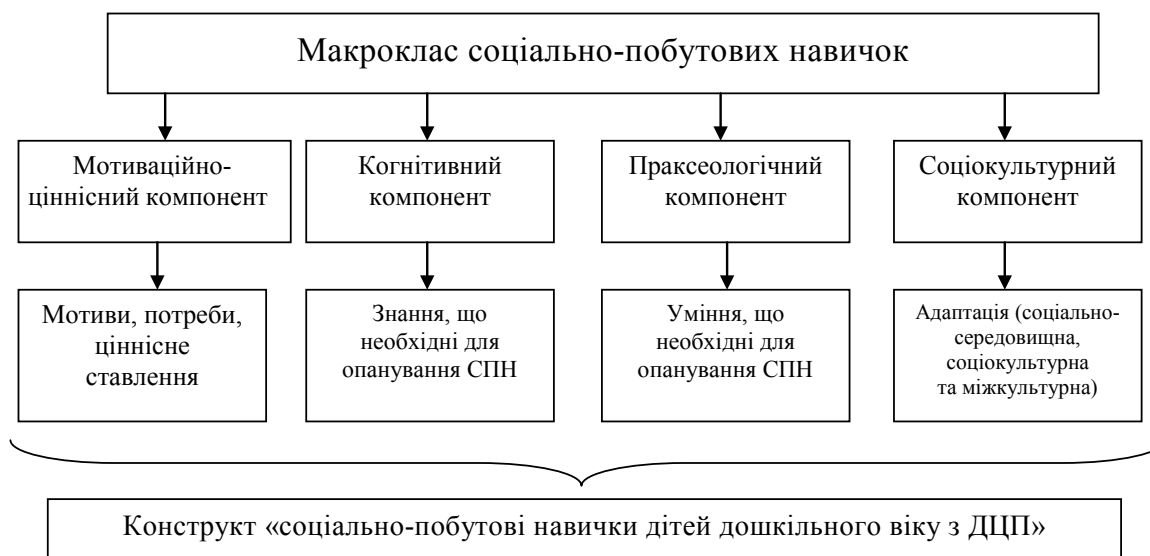 Макроклас соціально-побутових навичок
Мотиваційно-
ціннісний компонент
Когнітивний
компонент
Праксеологічний
компонент
Соціокультурний
компонент
Мотиви, потреби,
ціннісне
ставлення
Знання, що
необхідні для
опанування СПН
Уміння, що
необхідні для
опанування СПН
Адаптація (соціально-
середовищна,
соціокультурна
та міжкультурна)
Конструкт «соціально-побутові навички дітей дошкільного віку з ДЦП»